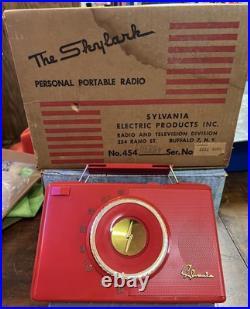 The Skylark
PERSONAL PORTABLE RADIO
SYLVANIA
ELECTRIC PRODUCTS INC.
RADIO AND TELEVISION DIVISION
254 RANO ST. BUFFALO 7, N. Y.
No. 454 Ser. No.
Sylvania